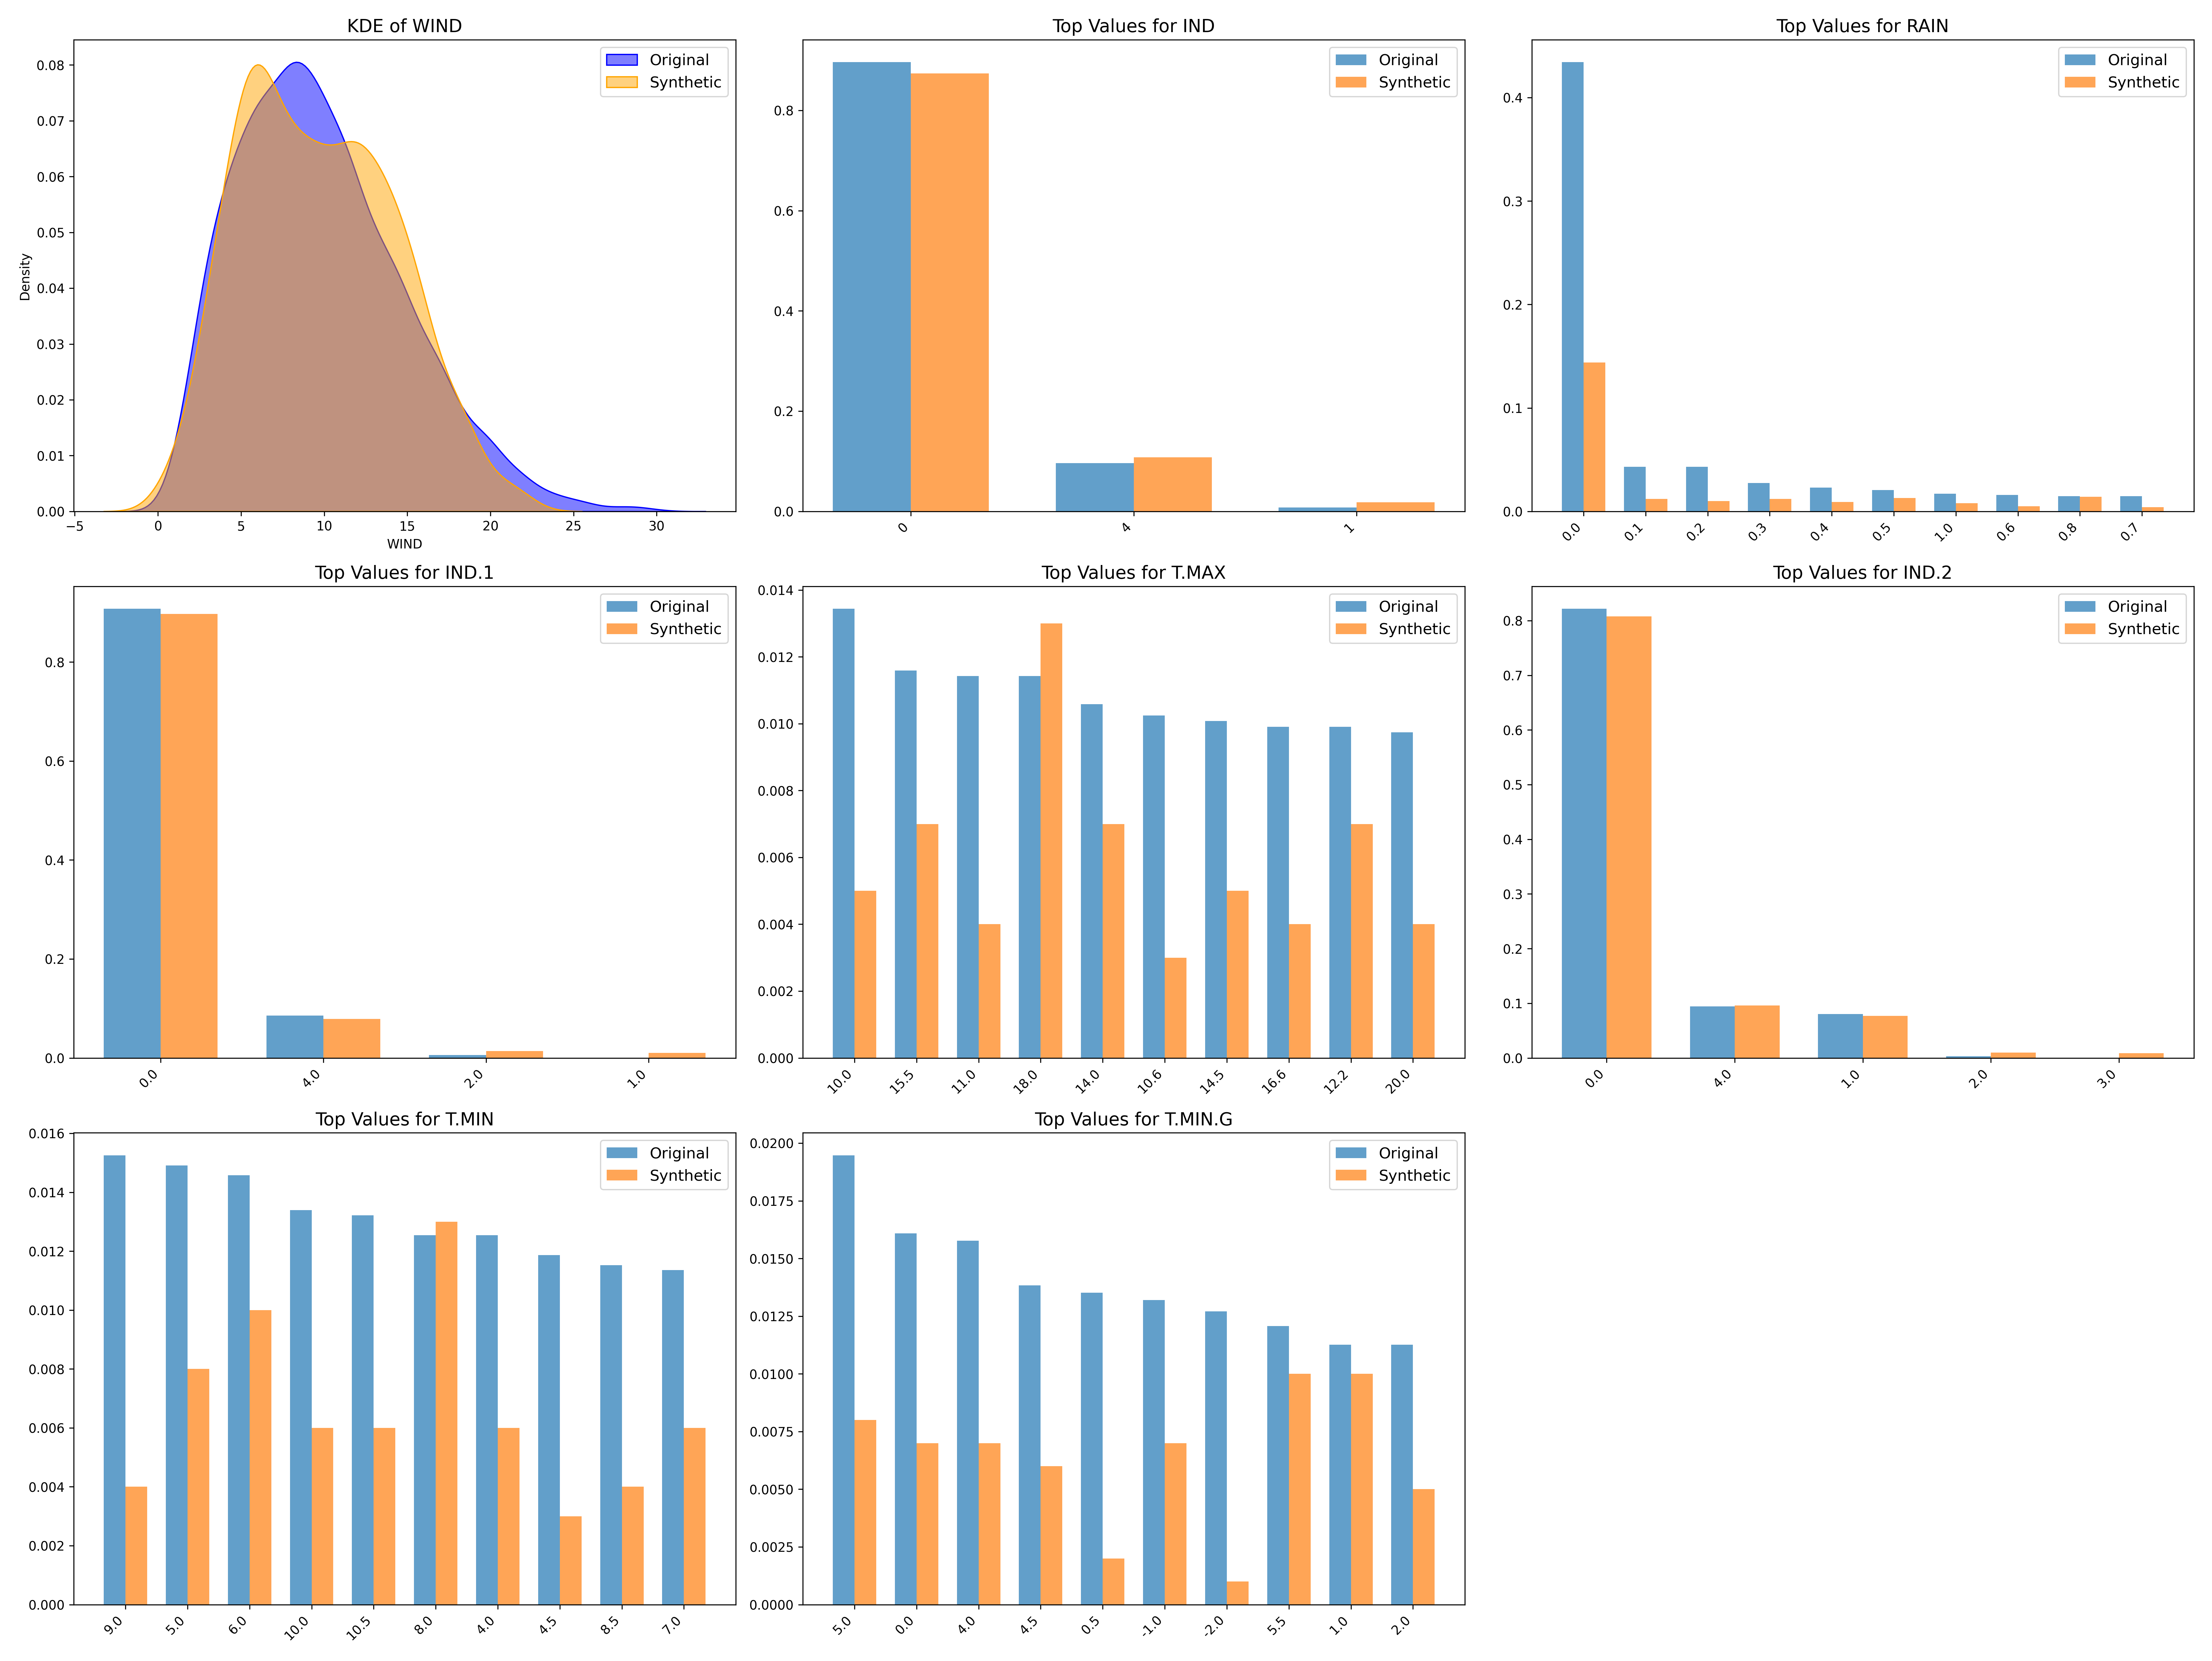 KDE of WIND
Original
Synthetic
0.08
0.07
0.06
0.05
0.04
0.03
0.02
0.01
0.00
Density
−5 0 5 10 15 20 25 30
WIND
Top Values for IND
Original
Synthetic
0.8
0.6
0.4
0.2
0.0
0 4 1
Top Values for RAIN
Original
Synthetic
0.4
0.3
0.2
0.1
0.0
0.0 0.1 0.2 0.3 0.4 0.5 1.0 0.6 0.8 0.7
Top Values for IND.1
Original
Synthetic
0.8
0.6
0.4
0.2
0.0
0.0 4.0 2.0 1.0
Top Values for T.MAX
Original
Synthetic
0.014
0.012
0.010
0.008
0.006
0.004
0.002
0.000
10.0 15.5 11.0 18.0 14.0 10.6 14.5 16.6 12.2 20.0
Top Values for IND.2
Original
Synthetic
0.8
0.7
0.6
0.5
0.4
0.3
0.2
0.1
0.0
0.0 4.0 1.0 2.0 3.0
Top Values for T.MIN
Original
Synthetic
0.016
0.014
0.012
0.010
0.008
0.006
0.004
0.002
0.000
9.0 5.0 6.0 10.0 10.5 8.0 4.0 4.5 8.5 7.0
Top Values for T.MIN.G
Original
Synthetic
0.0200
0.0175
0.0150
0.0125
0.0100
0.0075
0.0050
0.0025
0.0000
5.0 0.0 4.0 4.5 0.5 -1.0 -2.0 5.5 1.0 2.0